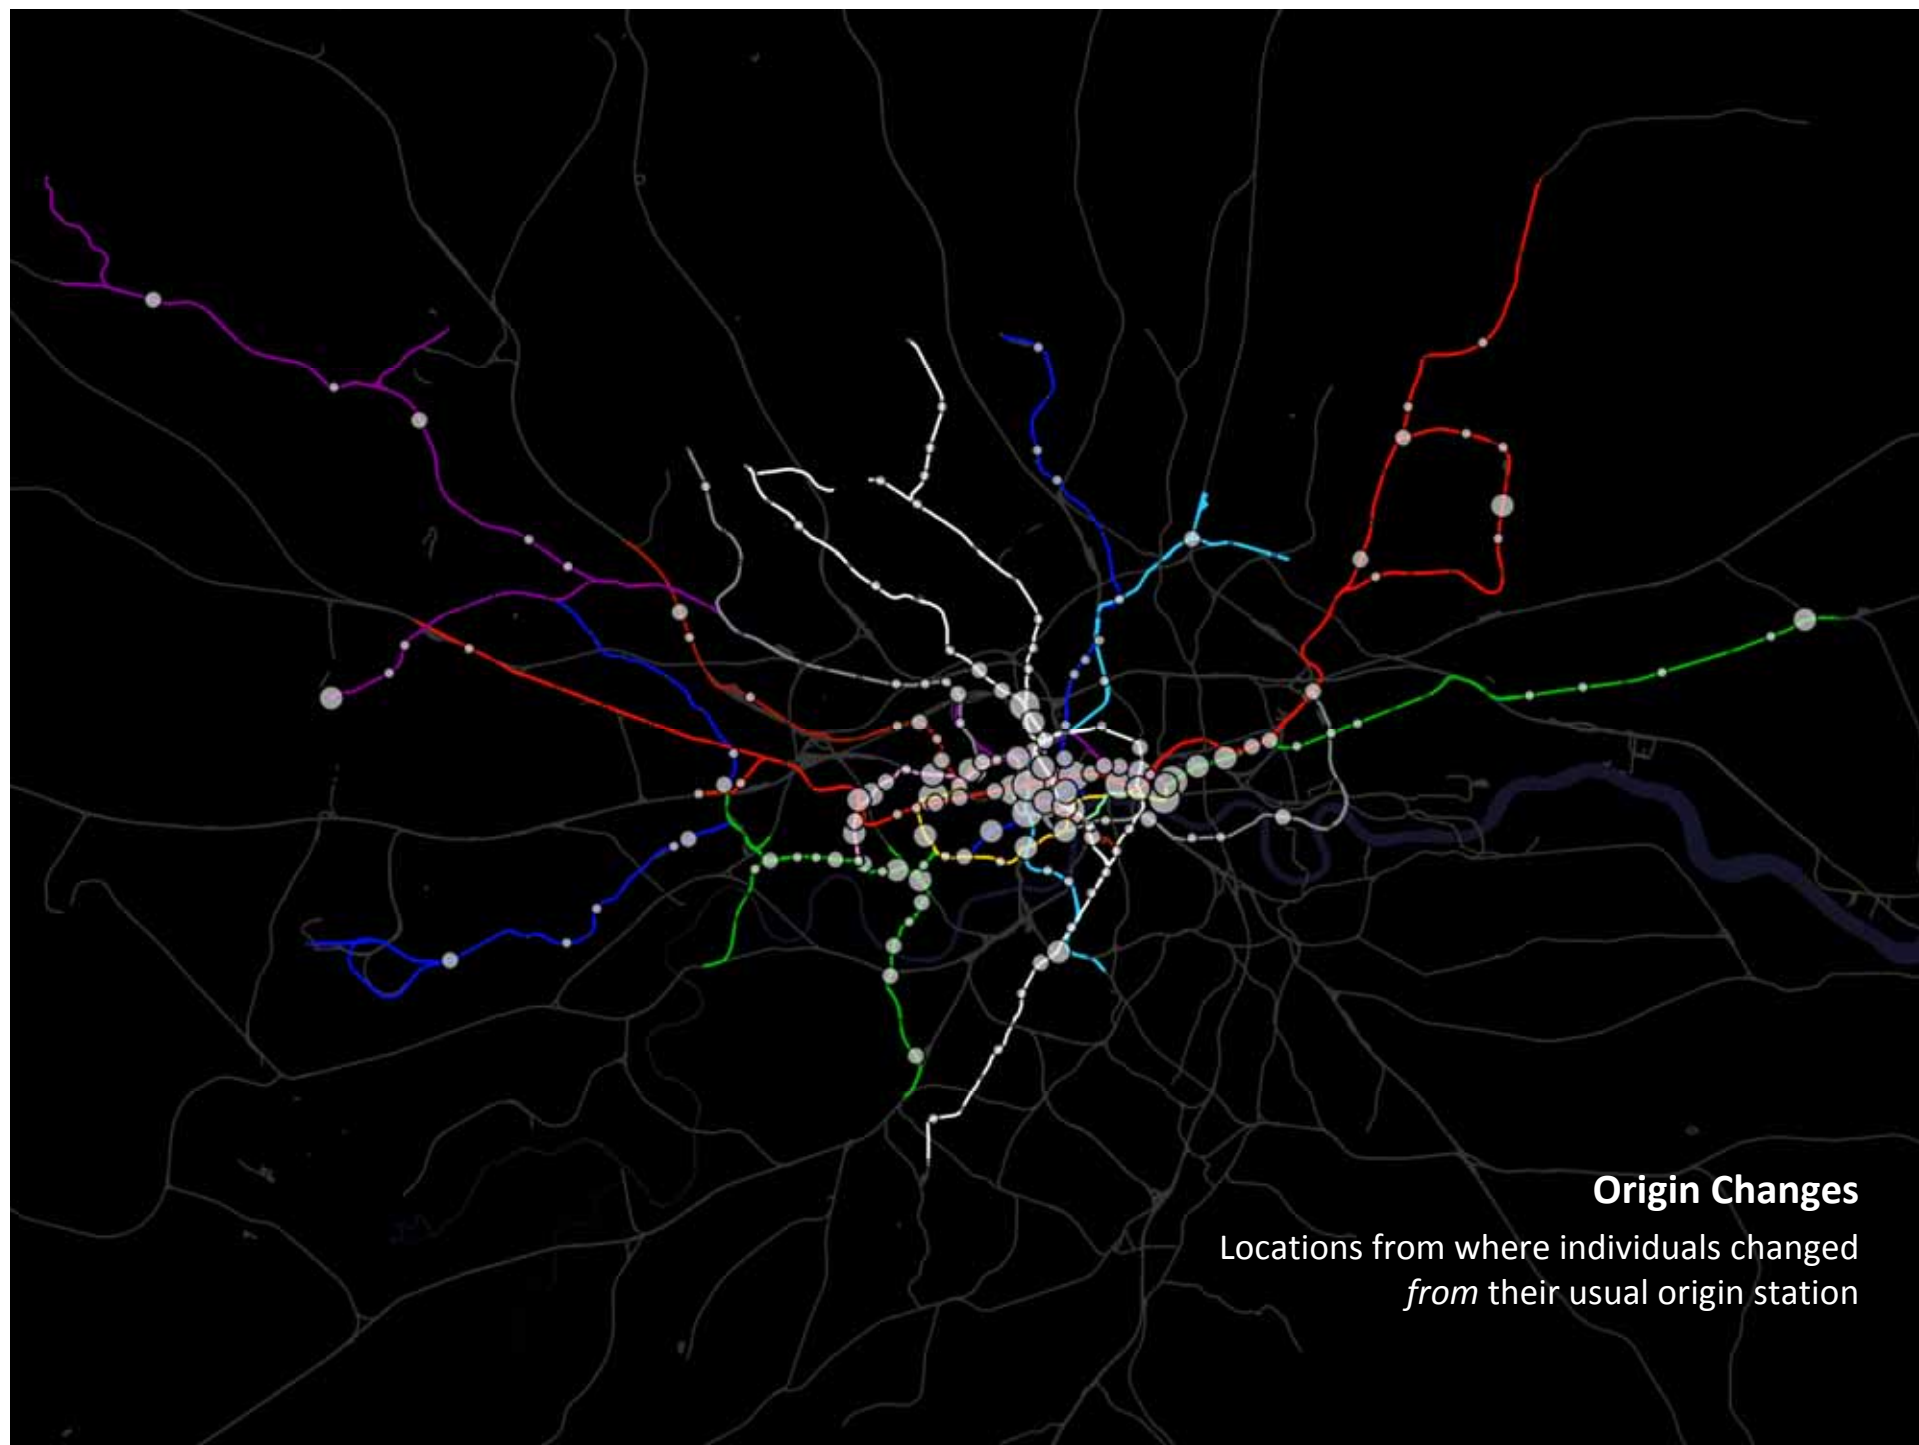 Origin Changes
Locations from where individuals changed
from their usual origin station